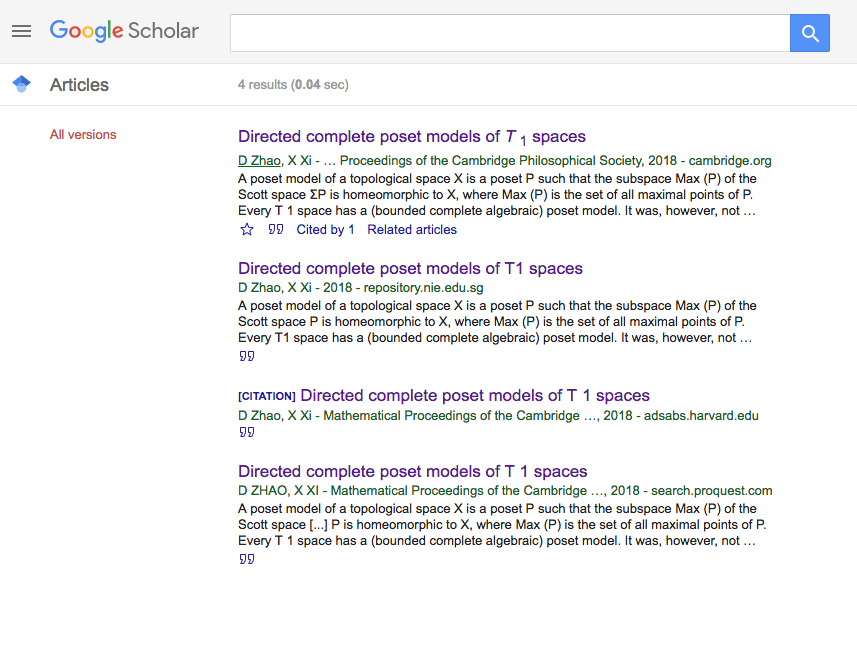 Google Scholar
Articles
4 results (0.04 sec)
All versions
Directed complete poset models of T 1 spaces
D Zhao, X Xi - … Proceedings of the Cambridge Philosophical Society, 2018 - cambridge.org
A poset model of a topological space X is a poset P such that the subspace Max (P) of the
Scott space ΣP is homeomorphic to X, where Max (P) is the set of all maximal points of P.
Every T 1 space has a (bounded complete algebraic) poset model. It was, however, not …
Cited by 1 Related articles
Directed complete poset models of T1 spaces
D Zhao, X Xi - 2018 - repository.nie.edu.sg
A poset model of a topological space X is a poset P such that the subspace Max (P) of the
Scott space P is homeomorphic to X, where Max (P) is the set of all maximal points of P.
Every T1 space has a (bounded complete algebraic) poset model. It was, however, not …
[CITATION] Directed complete poset models of T 1 spaces
D Zhao, X Xi - Mathematical Proceedings of the Cambridge …, 2018 - adsabs.harvard.edu
Directed complete poset models of T 1 spaces
D ZHAO, X XI - Mathematical Proceedings of the Cambridge …, 2018 - search.proquest.com
A poset model of a topological space X is a poset P such that the subspace Max (P) of the
Scott space [...] P is homeomorphic to X, where Max (P) is the set of all maximal points of P.
Every T 1 space has a (bounded complete algebraic) poset model. It was, however, not …